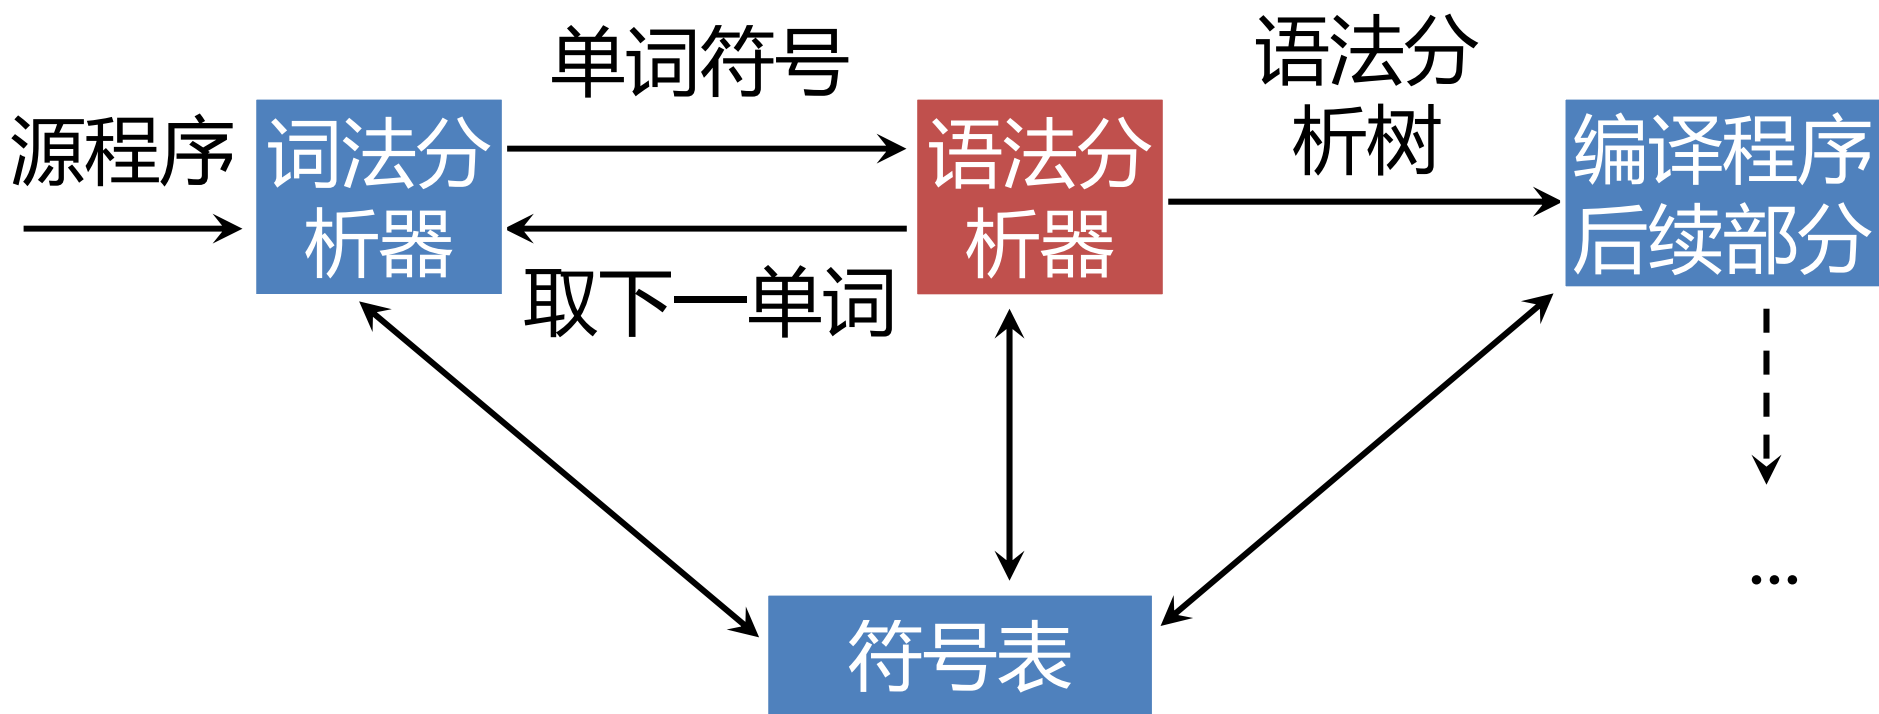 单词符号
语法分
析树
源程序
词法分
析器
语法分
析器
编译程序
后续部分
取下一单词
...
符号表